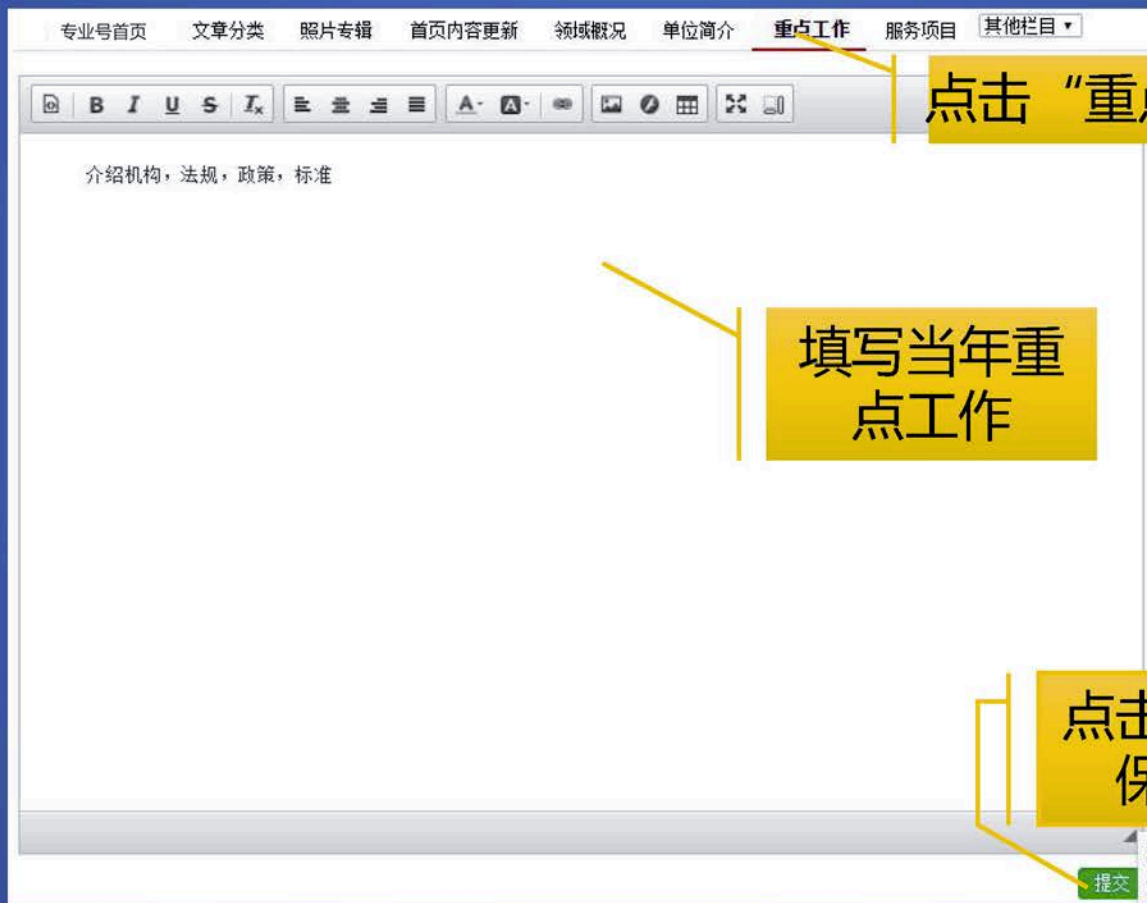 专业号首页 文章分类 照片专辑 首页内容更新 领域概况 单位简介 重点工作 服务项目 其他栏目
点击“重
B I U S Ix A A
介绍机构，法规，政策，标准
填写当年重
点工作
点击
保
提交